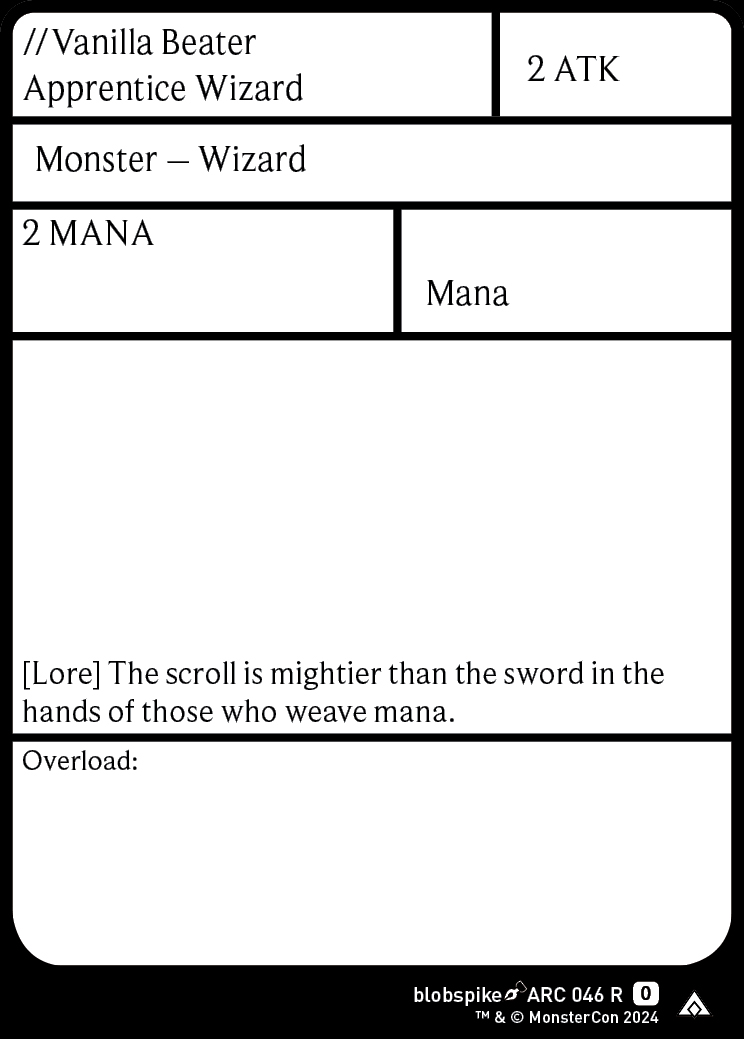 //Vanilla Beater
Apprentice Wizard
2 ATK
Monster – Wizard
2 MANA
Mana
[Lore] The scroll is mightier than the sword in the
hands of those who weave mana.
Overload:
blobspike ARC 046 R 0
™ & © MonsterCon 2024